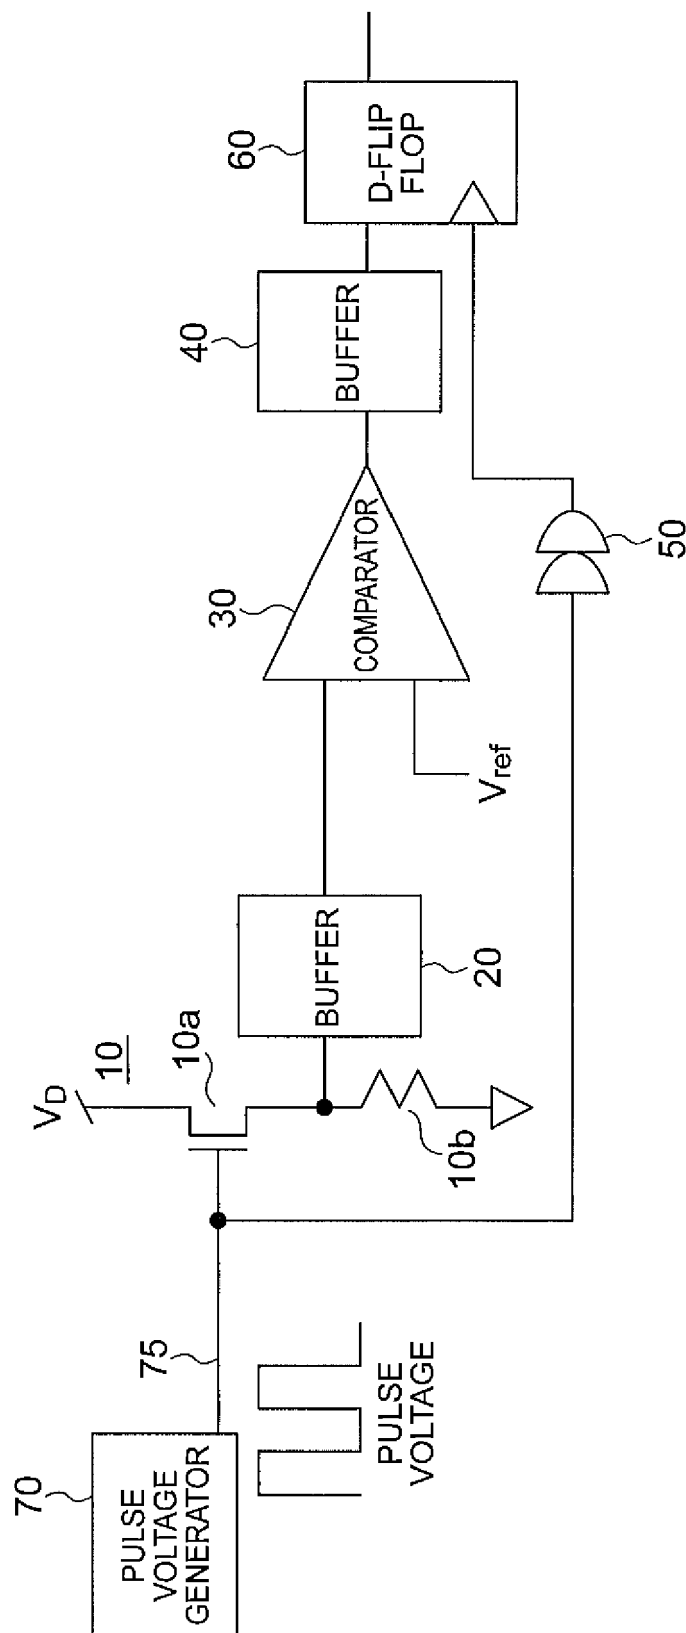 70
PULSE
VOLTAGE
GENERATOR
75
PULSE
VOLTAGE
V_D
10
10a
10b
BUFFER
20
V_ref
30
COMPARATOR
40
BUFFER
50
60
D-FLIP
FLOP